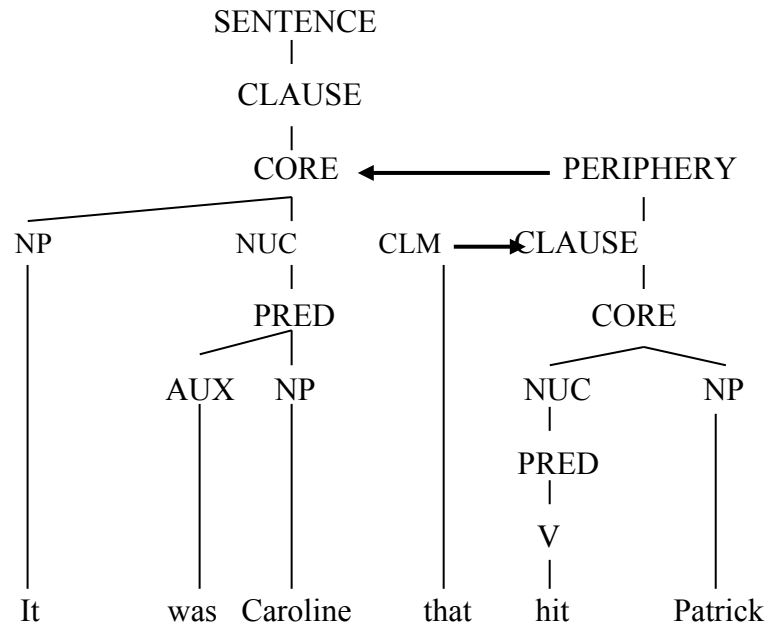 SENTENCE
CLAUSE
CORE PERIPHERY
NP NUC CLM CLAUSE
PRED CORE
AUX NP NUC NP
PRED
V
It was Caroline that hit Patrick